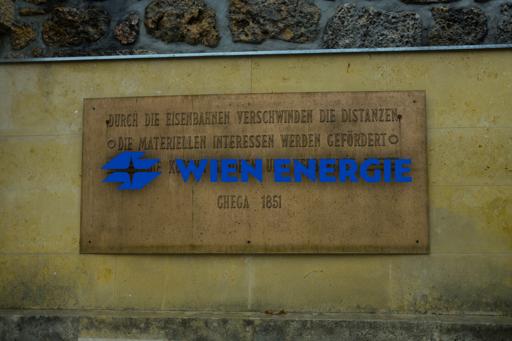 DURCH DIE EISENBAHNEN VERSCHWINDEN DIE DISTANZEN
DIE MATERIELLEN INTERESSEN WERDEN GEFÖRDERT
WIEN ENERGIE
GHEGA 1851